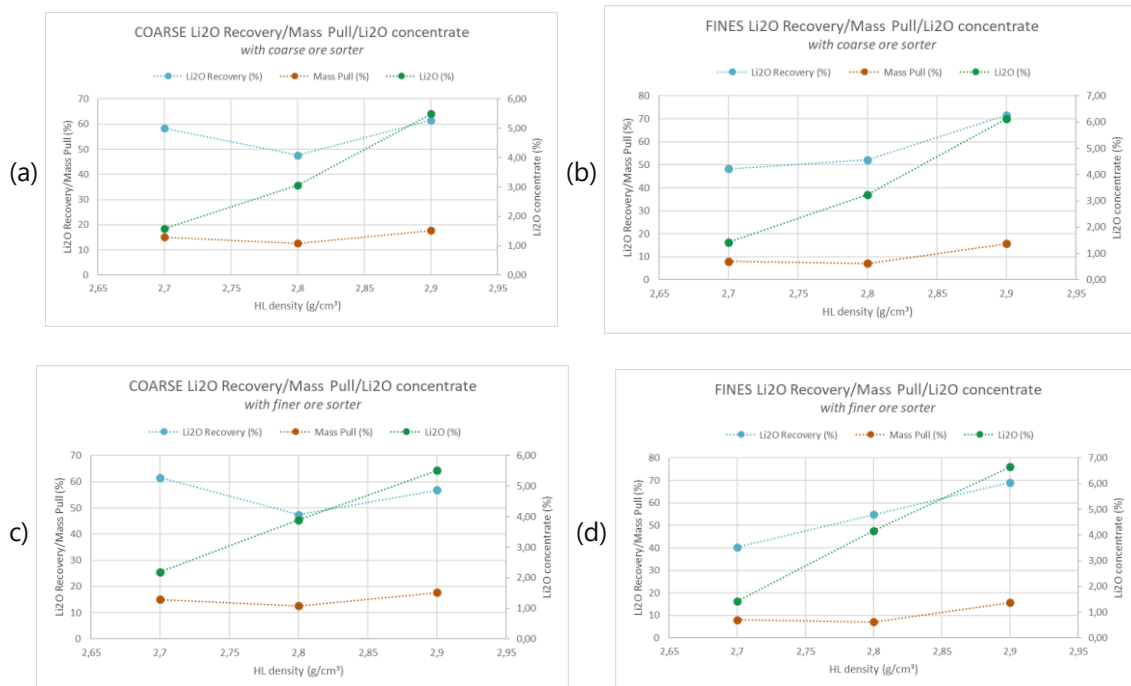 (a)
COARSE Li2O Recovery/Mass Pull/Li2O concentrate
with coarse ore sorter
Li2O Recovery (%) Mass Pull (%) Li2O (%)
Li2O Recovery/Mass Pull (%)
70
60
50
40
30
20
10
0
6,00
5,00
4,00
3,00
2,00
1,00
0,00
Li2O concentrate (%)
2,65 2,7 2,75 2,8 2,85 2,9 2,95
HL density (g/cm³)
(b)
FINES Li2O Recovery/Mass Pull/Li2O concentrate
with coarse ore sorter
Li2O Recovery (%) Mass Pull (%) Li2O (%)
Li2O Recovery/Mass Pull (%)
80
70
60
50
40
30
20
10
0
7,00
6,00
5,00
4,00
3,00
2,00
1,00
0,00
Li2O concentrate (%)
2,65 2,7 2,75 2,8 2,85 2,9 2,95
HL density (g/cm³)
c)
COARSE Li2O Recovery/Mass Pull/Li2O concentrate
with finer ore sorter
Li2O Recovery (%) Mass Pull (%) Li2O (%)
Li2O Recovery/Mass Pull (%)
70
60
50
40
30
20
10
0
6,00
5,00
4,00
3,00
2,00
1,00
0,00
Li2O concentrate (%)
2,65 2,7 2,75 2,8 2,85 2,9 2,95
HL density (g/cm³)
(d)
FINES Li2O Recovery/Mass Pull/Li2O concentrate
with finer ore sorter
Li2O Recovery (%) Mass Pull (%) Li2O (%)
Li2O Recovery/Mass Pull (%)
80
70
60
50
40
30
20
10
0
7,00
6,00
5,00
4,00
3,00
2,00
1,00
0,00
Li2O concentrate (%)
2,65 2,7 2,75 2,8 2,85 2,9 2,95
HL density (g/cm³)